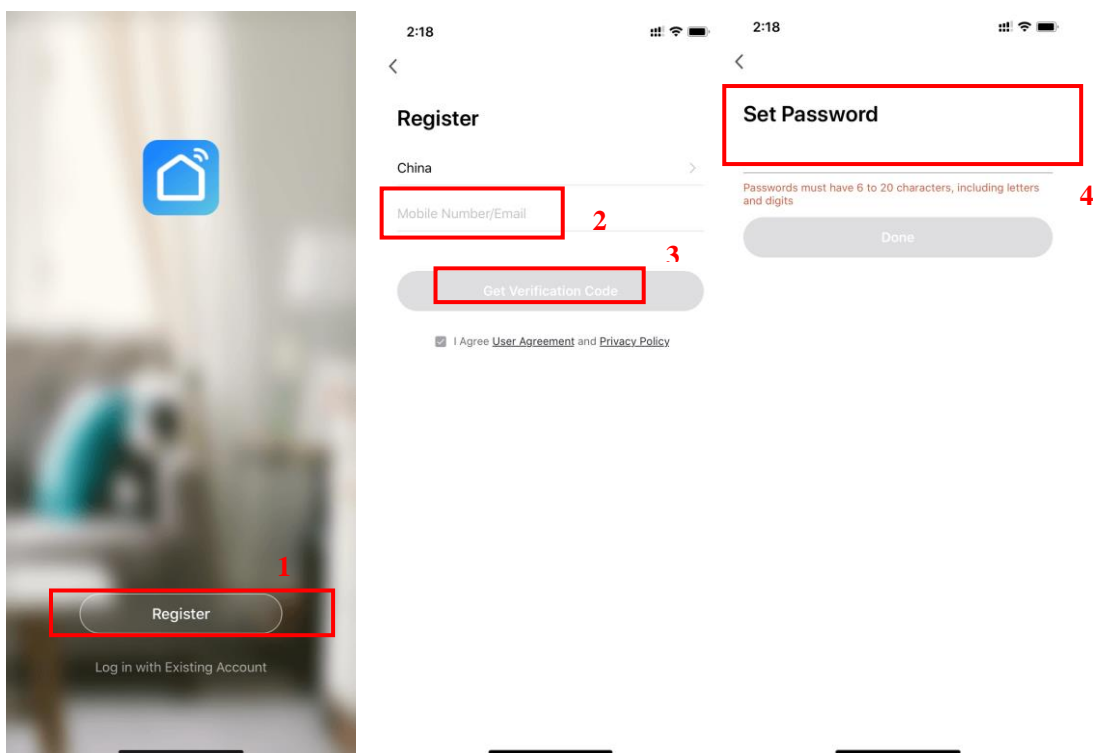 1
Register
Log in with Existing Account
2:18
Register
China
Mobile Number/Email
2
3
Get Verification Code
I Agree User Agreement and Privacy Policy
2:18
Set Password
Passwords must have 6 to 20 characters, including letters
and digits
4
Done